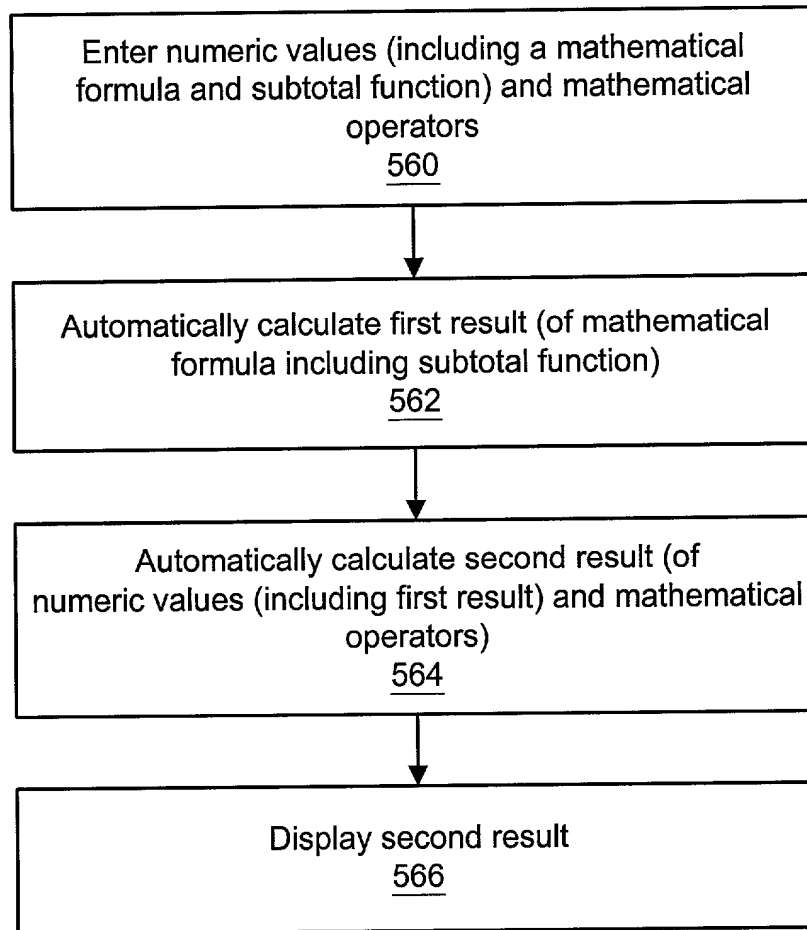 Enter numeric values (including a mathematical
formula and subtotal function) and mathematical
operators
560
Automatically calculate first result (of mathematical
formula including subtotal function)
562
Automatically calculate second result (of
numeric values (including first result) and mathematical
operators)
564
Display second result
566